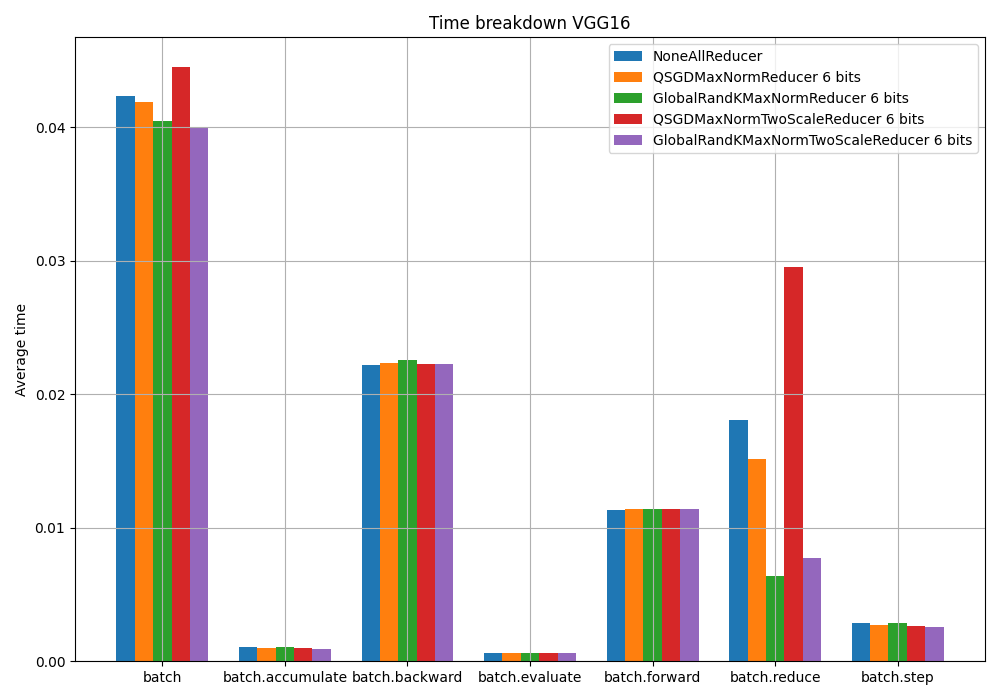 Time breakdown VGG16
NoneAllReducer
QSGDMaxNormReducer 6 bits
GlobalRandKMaxNormReducer 6 bits
QSGDMaxNormTwoScaleReducer 6 bits
GlobalRandKMaxNormTwoScaleReducer 6 bits
Average time
0.04
0.03
0.02
0.01
0.00
batch
batch.accumulate
batch.backward
batch.evaluate
batch.forward
batch.reduce
batch.step